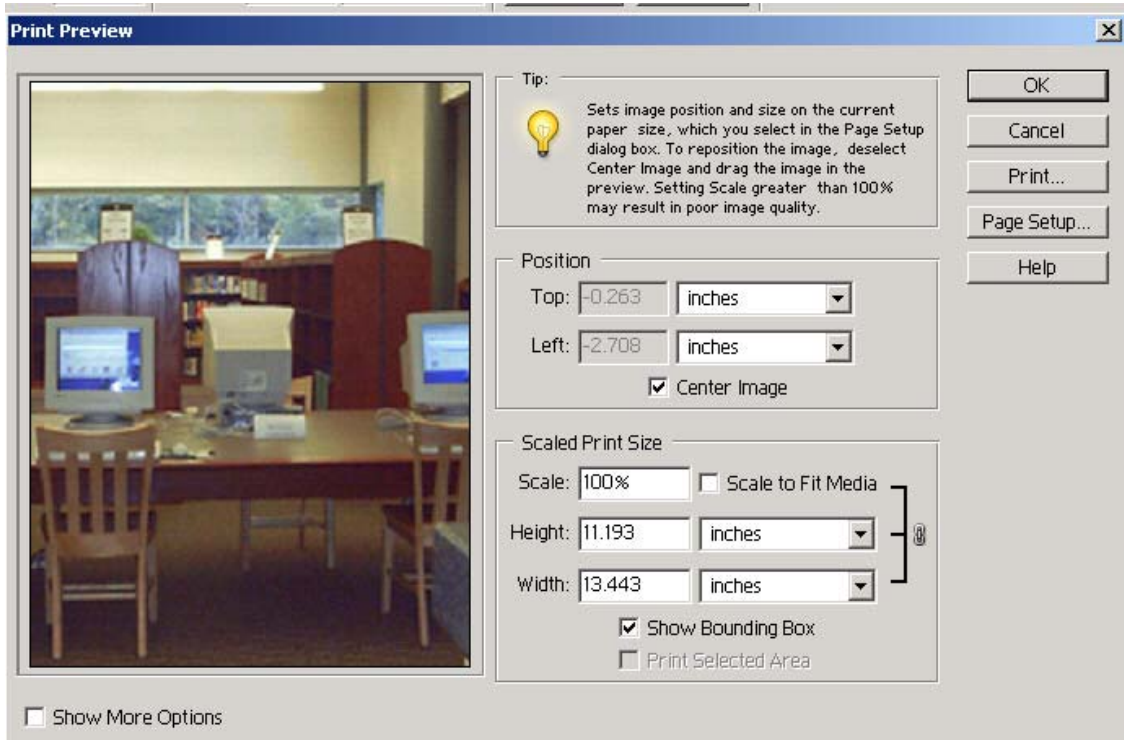 Print Preview
Tip:
Sets image position and size on the current
paper size, which you select in the Page Setup
dialog box. To reposition the image, deselect
Center Image and drag the image in the
preview. Setting Scale greater than 100%
may result in poor image quality.
OK
Cancel
Print...
Page Setup...
Help
Position
Top: -0.263 inches
Left: -2.708 inches
Center Image
Scaled Print Size
Scale: 100% Scale to Fit Media
Height: 11.193 inches
Width: 13.443 inches
Show Bounding Box
Print Selected Area
Show More Options